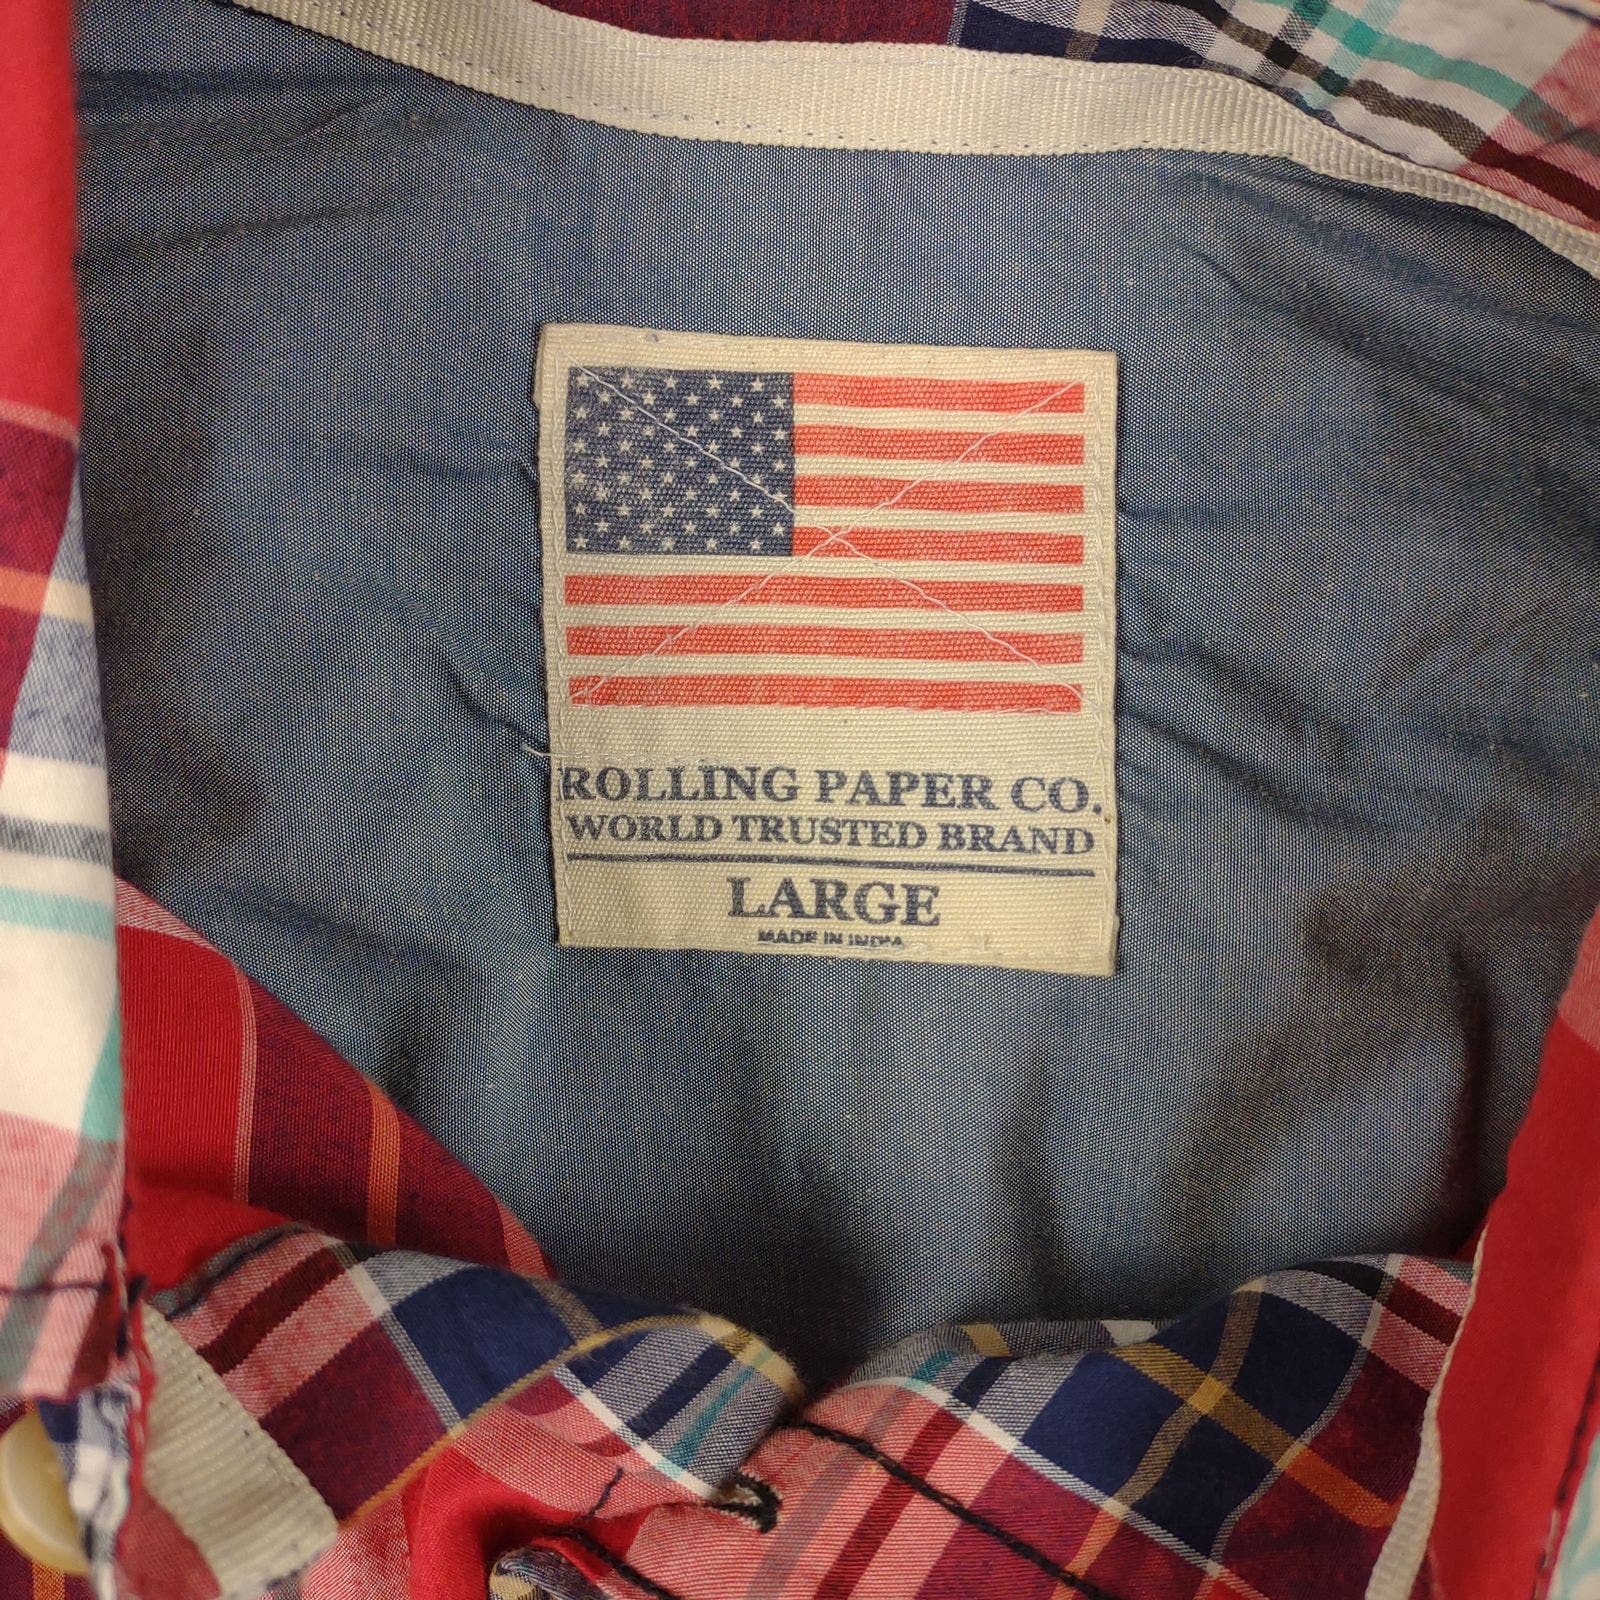 ROLLING PAPER CO.
WORLD TRUSTED BRAND
LARGE
MADE IN INDIA